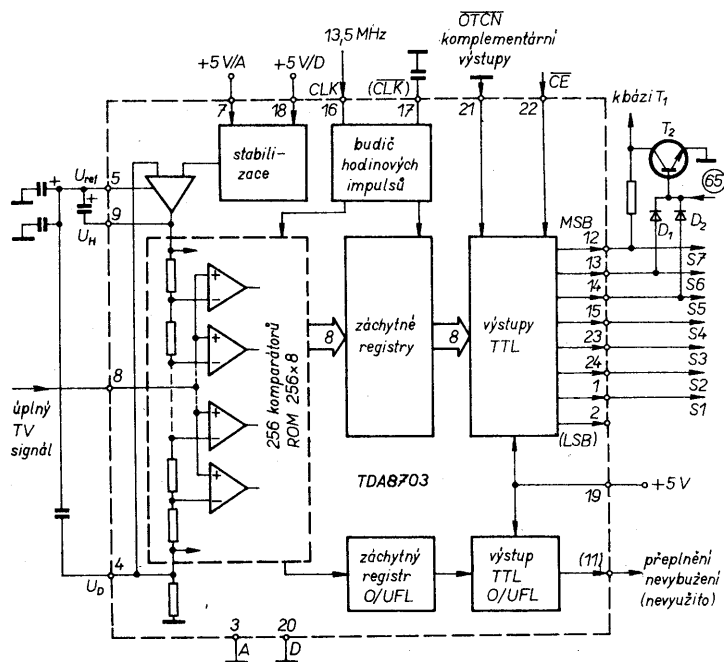 OTCN
komplementární
výstupy
13,5 MHz
+5 V/A
+5 V/D
CLK
(CLK)
CE
7
18
16
17
21
22
k bázi T1
T2
65
stabili-
zace
budič
hodinových
impulsů
Uref
5
9
UH
+
+
MSB
12
D1
D2
S7
13
S6
14
S5
15
S4
23
S3
24
S2
1
S1
2
(LSB)
+
−
+
−
+
−
+
−
256 komparátorů
ROM 256×8
8
záchytné
registry
8
výstupy
TTL
8
úplný
TV
signál
TDA8703
19
+5 V
4
UD
záchytný
registr
O/UFL
výstup
TTL
O/UFL
(11)
přeplnění
nevybužení
(nevyužito)
3
A
20
D